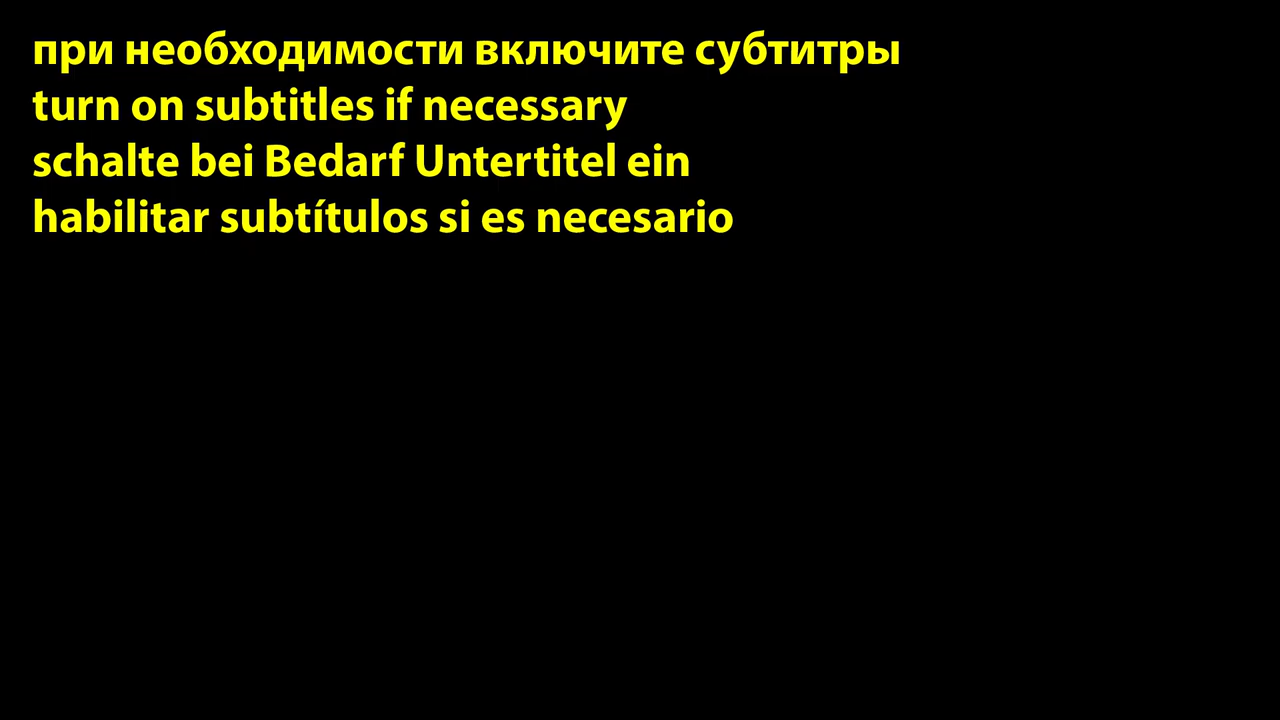 при необходимости включите субтитры
turn on subtitles if necessary
schalte bei Bedarf Untertitel ein
habilitar subtítulos si es necesario